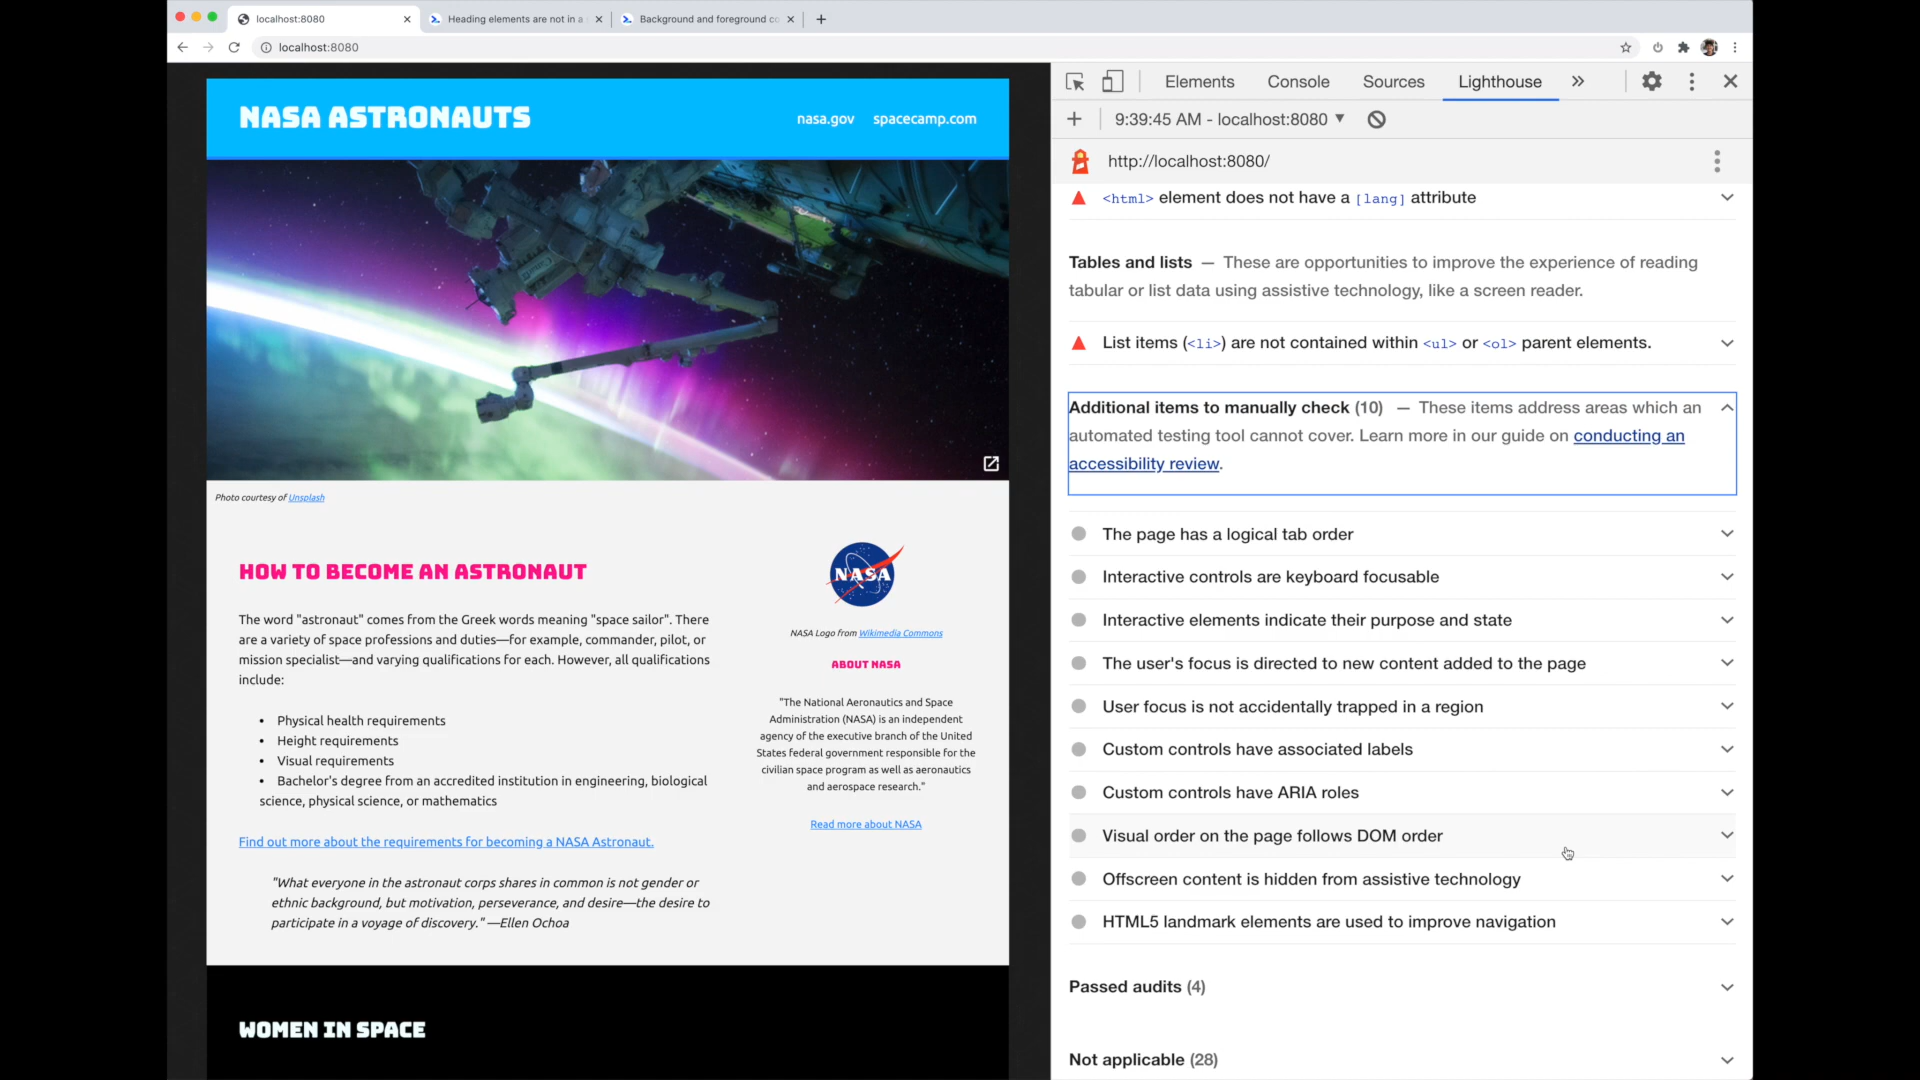 localhost:8080
Heading elements are not in a
Background and foreground co
localhost:8080
NASA ASTRONAUTS
nasa.gov
spacecamp.com
Photo courtesy of Unsplash
HOW TO BECOME AN ASTRONAUT
The word "astronaut" comes from the Greek words meaning "space sailor". There
are a variety of space professions and duties—for example, commander, pilot, or
mission specialist—and varying qualifications for each. However, all qualifications
include:
• Physical health requirements
• Height requirements
• Visual requirements
• Bachelor's degree from an accredited institution in engineering, biological
science, physical science, or mathematics
Find out more about the requirements for becoming a NASA Astronaut.
"What everyone in the astronaut corps shares in common is not gender or
ethnic background, but motivation, perseverance, and desire—the desire to
participate in a voyage of discovery." —Ellen Ochoa
NASA
NASA Logo from Wikimedia Commons
ABOUT NASA
"The National Aeronautics and Space
Administration (NASA) is an independent
agency of the executive branch of the United
States federal government responsible for the
civilian space program as well as aeronautics
and aerospace research."
Read more about NASA
WOMEN IN SPACE
Elements
Console
Sources
Lighthouse
9:39:45 AM - localhost:8080
http://localhost:8080/
<html> element does not have a [lang] attribute
Tables and lists — These are opportunities to improve the experience of reading
tabular or list data using assistive technology, like a screen reader.
List items (<li>) are not contained within <ul> or <ol> parent elements.
Additional items to manually check (10) — These items address areas which an
automated testing tool cannot cover. Learn more in our guide on conducting an
accessibility review.
The page has a logical tab order
Interactive controls are keyboard focusable
Interactive elements indicate their purpose and state
The user's focus is directed to new content added to the page
User focus is not accidentally trapped in a region
Custom controls have associated labels
Custom controls have ARIA roles
Visual order on the page follows DOM order
Offscreen content is hidden from assistive technology
HTML5 landmark elements are used to improve navigation
Passed audits (4)
Not applicable (28)